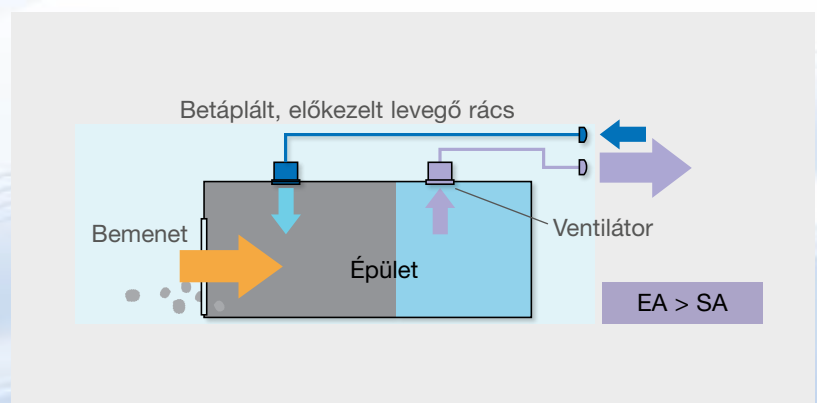 Betáplált, előkezelt levegő rács
Bemenet
Ventilátor
Épület
EA > SA